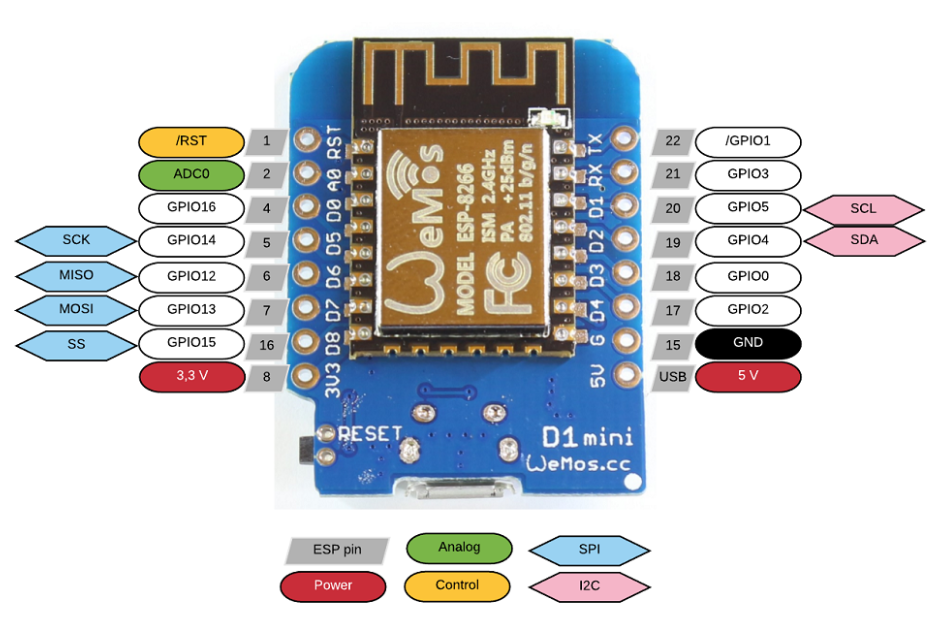 /RST 1 RST TX 22 /GPIO1
ADC0 2 A0 RX 21 GPIO3
GPIO16 4 D0 D1 20 GPIO5 SCL
SCK GPIO14 5 D5 D2 19 GPIO4 SDA
MISO GPIO12 6 D6 D3 18 GPIO0
MOSI GPIO13 7 D7 D4 17 GPIO2
SS GPIO15 16 D8 G 15 GND
3,3 V 8 3V3 5V USB 5 V
WeMos
MODEL ESP-8266
ISM 2.4GHz
PA +25dBm
802.11 b/g/n
FC
RESET
D1 mini
WeMos.cc
ESP pin Analog SPI
Power Control I2C